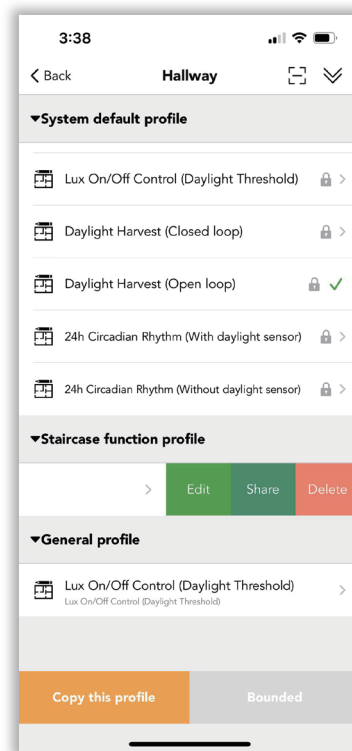 3:38
Back Hallway
▾System default profile
Lux On/Off Control (Daylight Threshold)
Daylight Harvest (Closed loop)
Daylight Harvest (Open loop)
24h Circadian Rhythm (With daylight sensor)
24h Circadian Rhythm (Without daylight sensor)
▾Staircase function profile
Edit Share Delete
▾General profile
Lux On/Off Control (Daylight Threshold)
Lux On/Off Control (Daylight Threshold)
Copy this profile Bounded